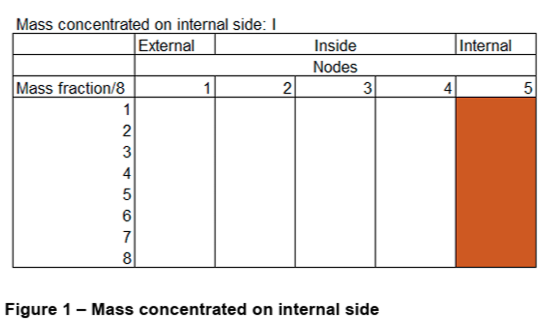 Mass concentrated on internal side: I
External Inside Internal
Nodes
Mass fraction/8 1 2 3 4 5
1
2
3
4
5
6
7
8
Figure 1 – Mass concentrated on internal side